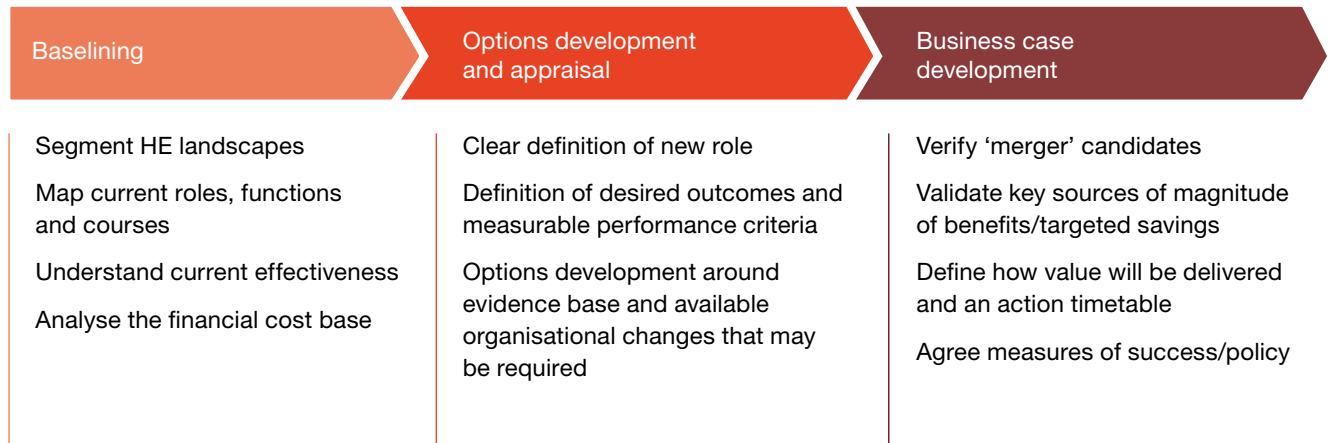 Baselining
Segment HE landscapes
Map current roles, functions
and courses
Understand current effectiveness
Analyse the financial cost base
Options development
and appraisal
Clear definition of new role
Definition of desired outcomes and
measurable performance criteria
Options development around
evidence base and available
organisational changes that may
be required
Business case
development
Verify ‘merger’ candidates
Validate key sources of magnitude
of benefits/targeted savings
Define how value will be delivered
and an action timetable
Agree measures of success/policy